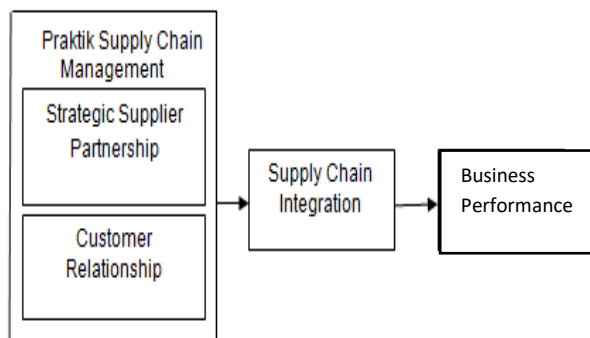 Praktik Supply Chain
Management
Strategic Supplier
Partnership
Customer
Relationship
Supply Chain
Integration
Business
Performance